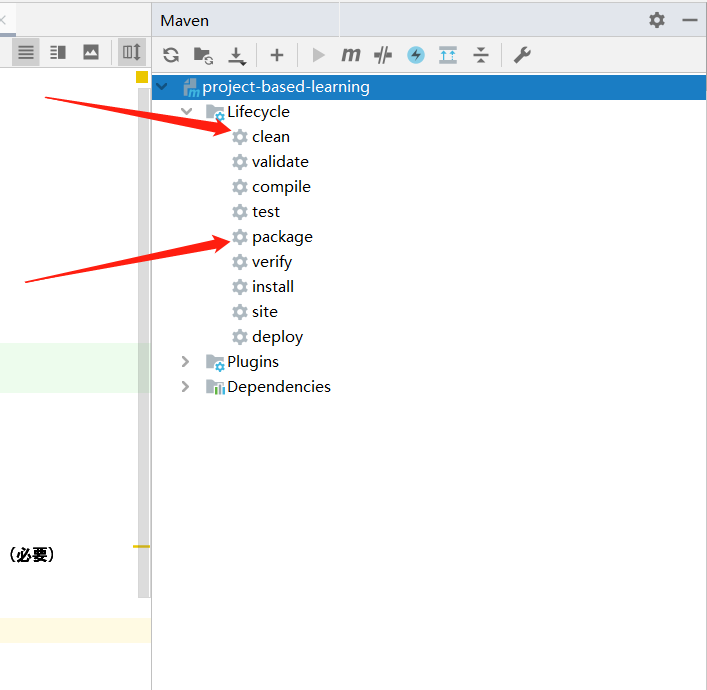 Maven
project-based-learning
Lifecycle
clean
validate
compile
test
package
verify
install
site
deploy
Plugins
Dependencies
（必要）